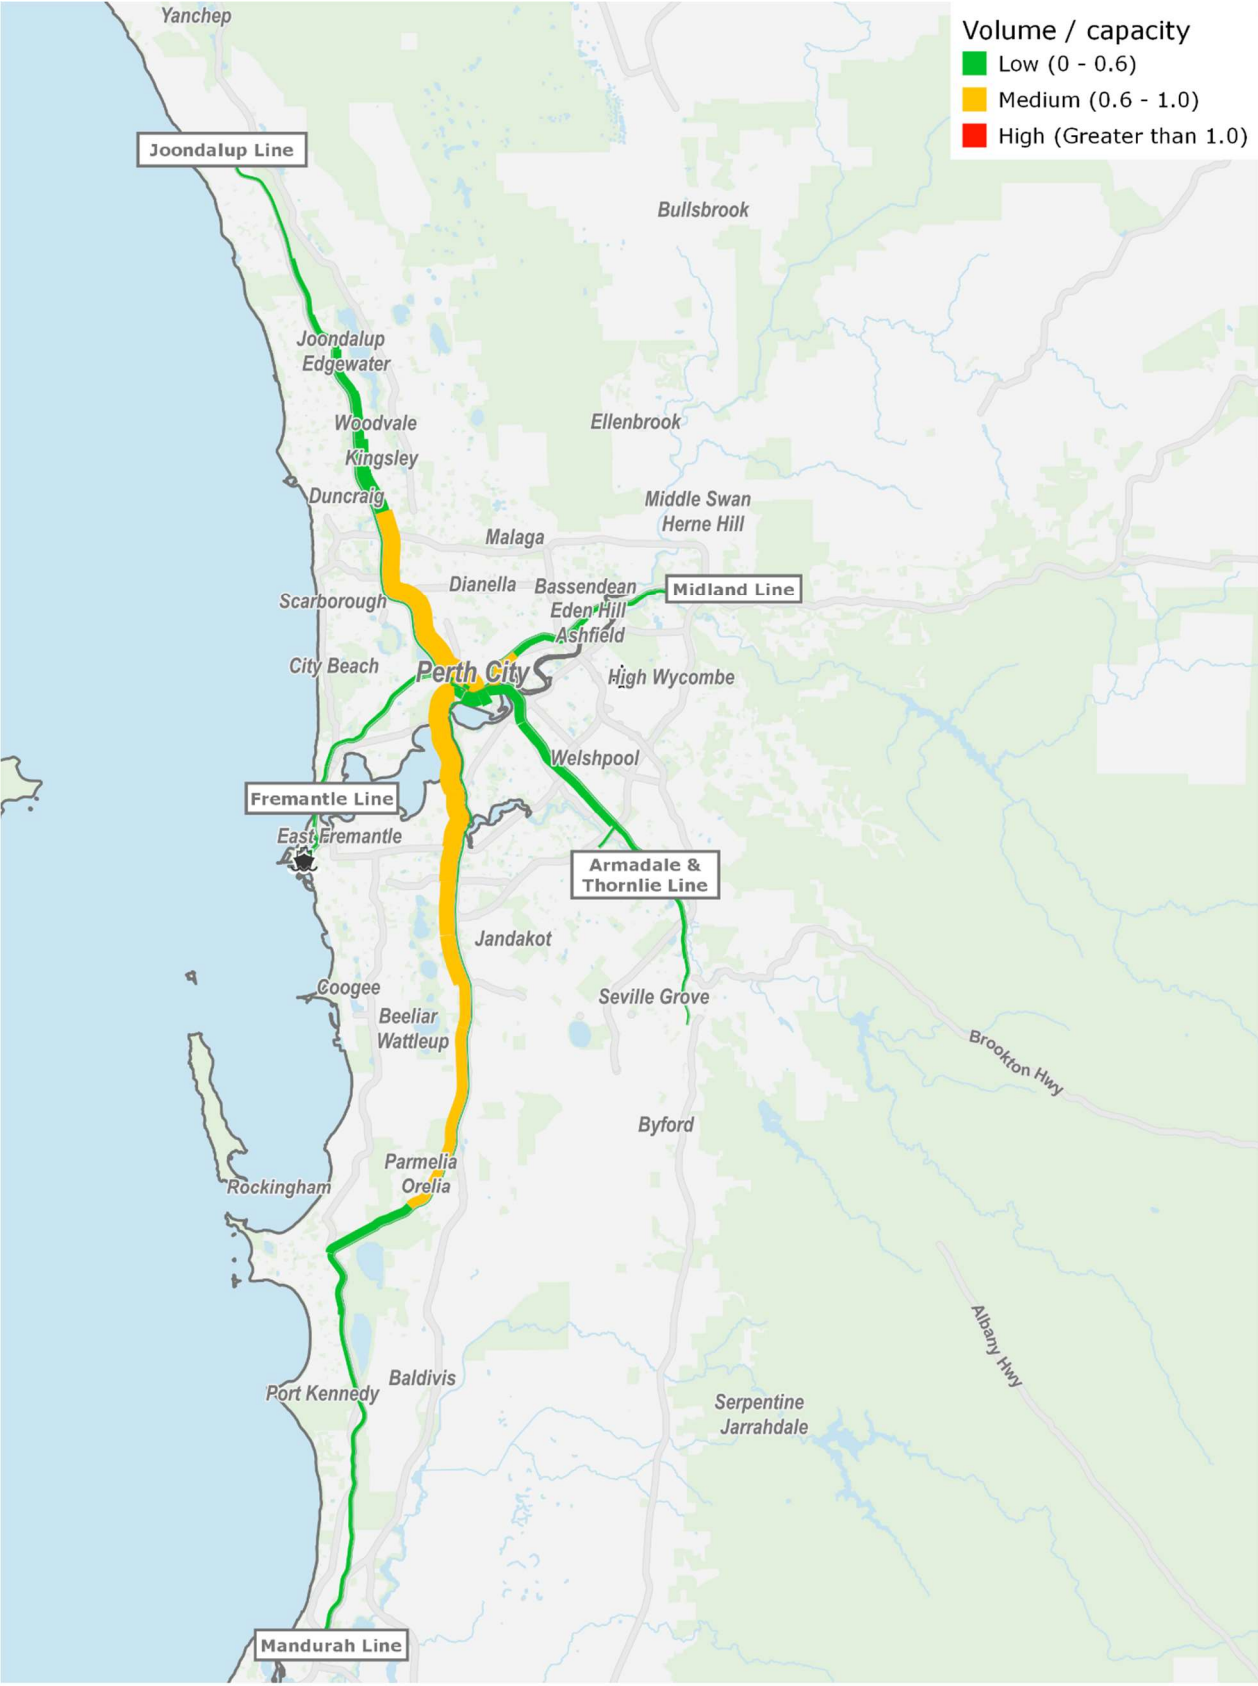 Yanchep
Volume / capacity
Low (0 - 0.6)
Medium (0.6 - 1.0)
High (Greater than 1.0)
Joondalup Line
Bullsbrook
Joondalup
Edgewater
Woodvale
Ellenbrook
Kingsley
Duncraig
Middle Swan
Herne Hill
Malaga
Dianella
Bassendean
Midland Line
Scarborough
Eden Hill
Ashfield
City Beach
Perth City
High Wycombe
Welshpool
Fremantle Line
East Fremantle
Armadale &
Thornlie Line
Jandakot
Coogee
Seville Grove
Beeliar
Wattleup
Brookton Hwy
Byford
Parmelia
Orelia
Rockingham
Albany Hwy
Baldivis
Port Kennedy
Serpentine
Jarrahdale
Mandurah Line